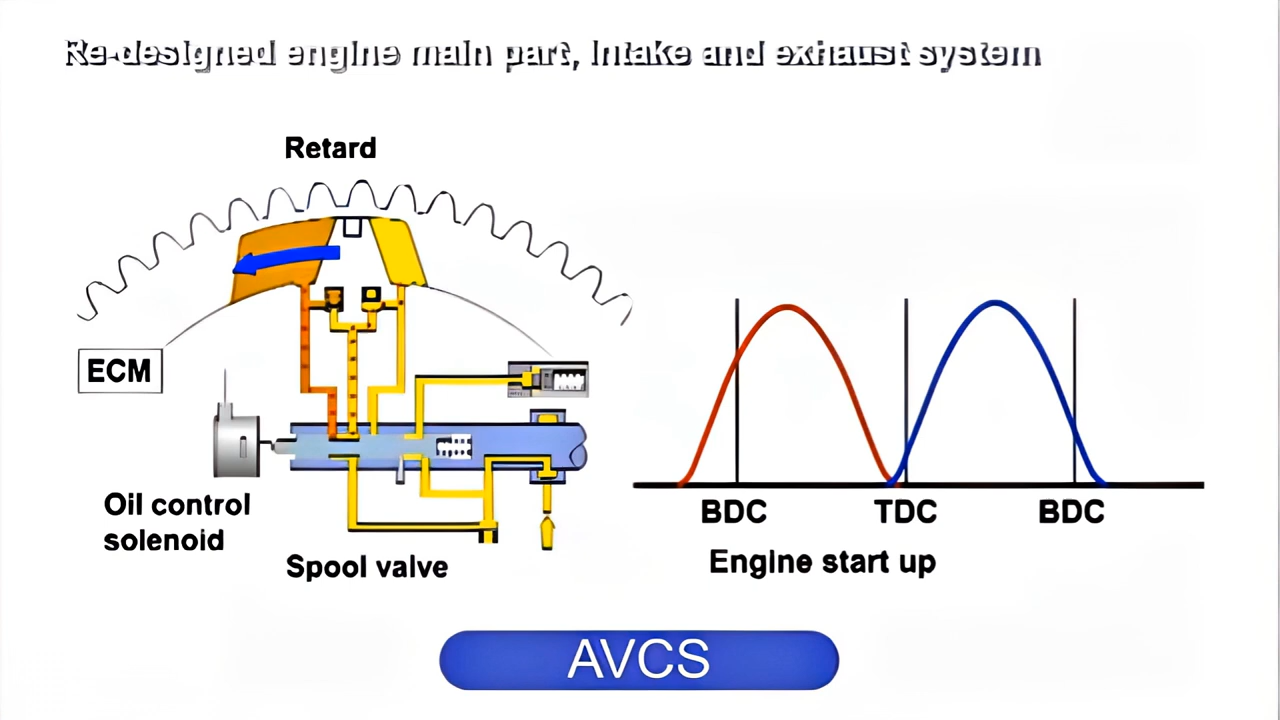 Re-designed engine main part, intake and exhaust system
Retard
ECM
Oil control
solenoid
Spool valve
BDC
TDC
BDC
Engine start up
AVCS